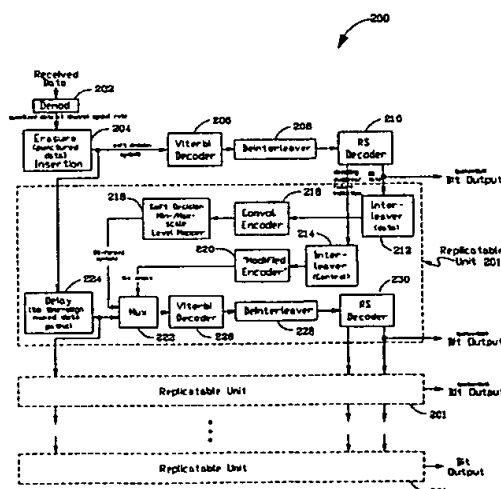 200
Received
Data
Demod
202
Erasure
(punctured
data)
Insertion
204
soft decision
symbols
206
Viterbi
Decoder
208
Deinterleaver
210
RS
Decoder
Bit Output
218
Soft Decision
Min-/Max-
scale
Level Mapper
216
Convol
Encoder
Inter-
leaver
(data)
212
214
Inter-
leaver
(Control)
220
"Modified
Encoder"
Replicatable
Unit 201
224
Delay
Mux
222
Viterbi
Decoder
226
Deinterleaver
228
230
RS
Decoder
Bit Output
Replicatable Unit
201
Bit Output
Replicatable Unit
Bit
Output